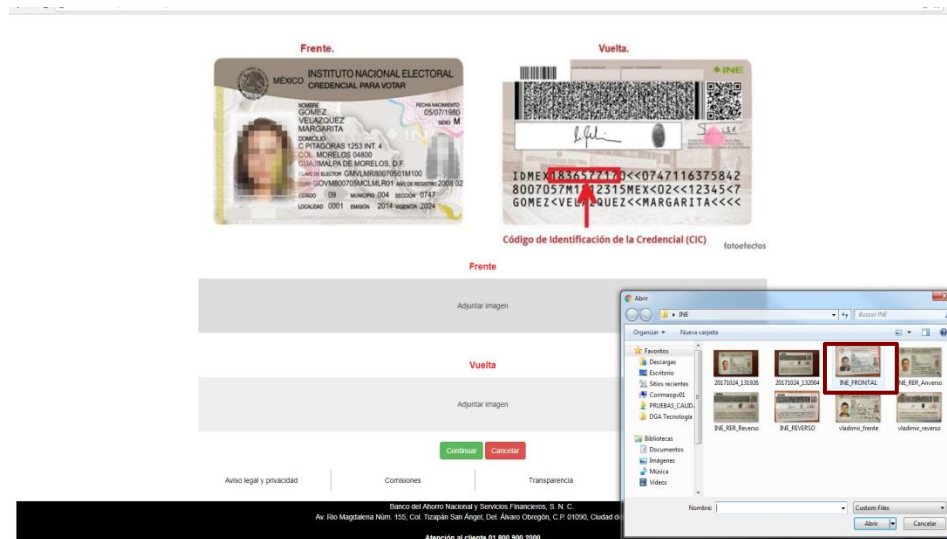 Frente.
Vuelta.
MÉXICO
INSTITUTO NACIONAL ELECTORAL
CREDENCIAL PARA VOTAR
NOMBRE
GOMEZ
VELAZQUEZ
MARGARITA
FECHA NACIMIENTO
05/07/1980
SEXO M
DOMICILIO
C PITAGORAS 1253 INT. 4
COL. MORELOS 04800
CUAJIMALPA DE MORELOS, D.F.
CLAVE DE ELECTOR GMVLMR80070501M100
CURP GOVM800705MCLMLR01 AÑO DE REGISTRO 2008 02
ESTADO 09 MUNICIPIO 004 SECCIÓN 0747
LOCALIDAD 0001 EMISIÓN 2014 VIGENCIA 2024
INE
IDMEX1836577170<<0747116375842
GOMEZ<VELAZQUEZ<<MARGARITA<<<<
Código de Identificación de la Credencial (CIC)
fotoefectos
Frente
Adjuntar imagen
Vuelta
Adjuntar imagen
Continuar
Cancelar
Aviso legal y privacidad
Comisiones
Transparencia
Banco del Ahorro Nacional y Servicios Financieros, S. N. C.
Av. Río Magdalena Núm. 155, Col. Tizapán San Ángel, Del. Álvaro Obregón, C.P. 01090, Ciudad d
Atención al cliente 01 800 900 2000
Abrir
INE
Buscar INE
Organizar
Nueva carpeta
Favoritos
Descargas
Escritorio
Sitios recientes
PRUEBAS_CALID
DGA Tecnología
Bibliotecas
Documentos
Imágenes
Música
Vídeos
20171024_131926
20171024_132004
INE_FRONTAL
INE_RER_Anverso
INE_RER_Reverso
INE_REVERSO
vladimir_frente
vladimir_reverso
Nombre:
Custom Files
Abrir
Cancelar